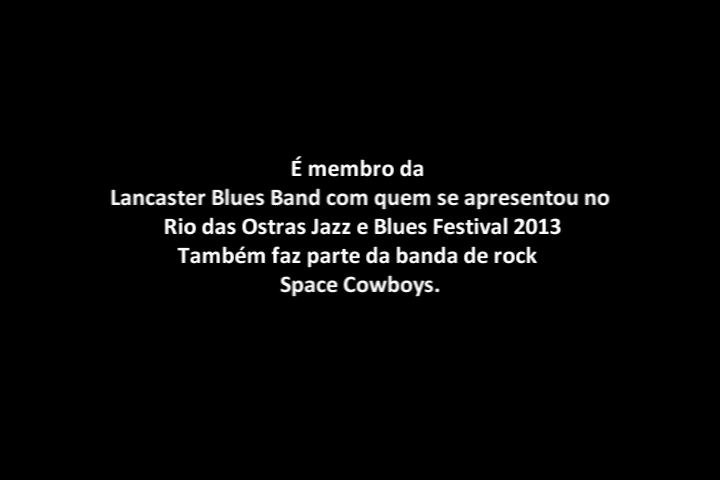 É membro da
Lancaster Blues Band com quem se apresentou no
Rio das Ostras Jazz e Blues Festival 2013
Também faz parte da banda de rock
Space Cowboys.